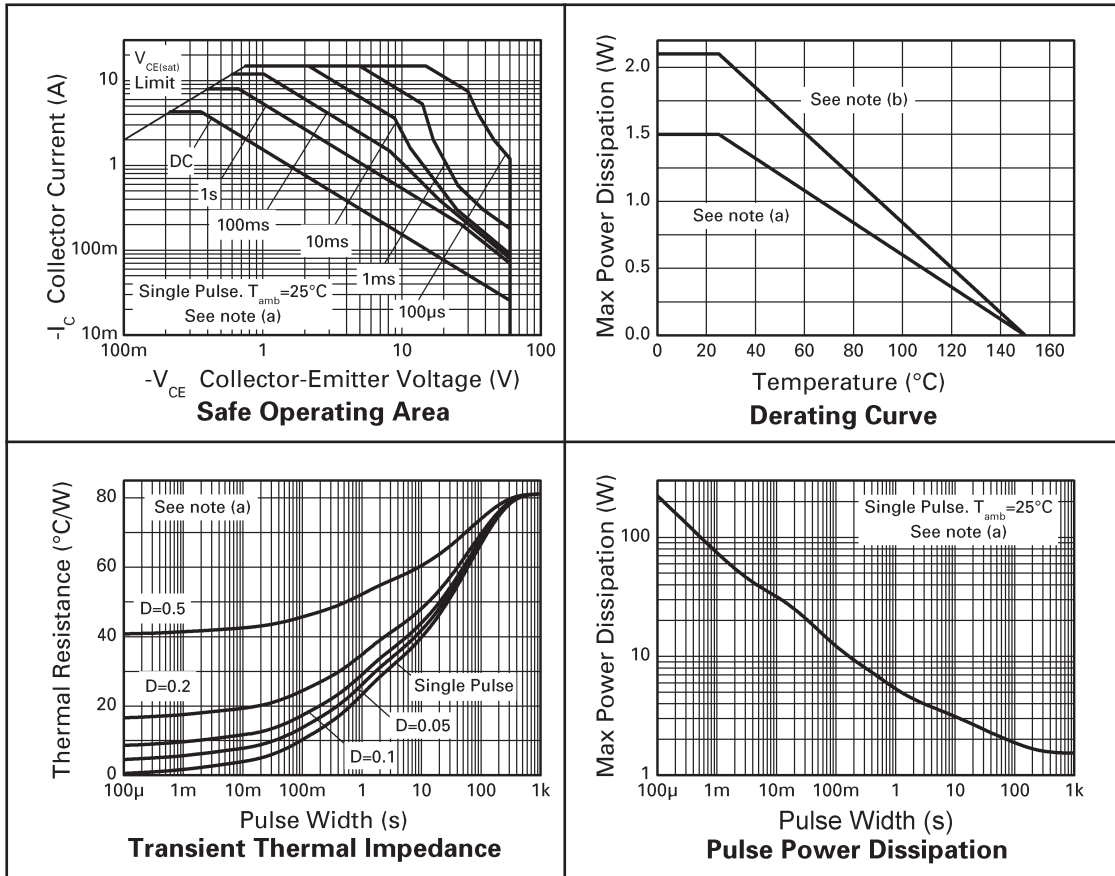 V_CE(sat)
Limit
10
1
100m
10m
-I_C Collector Current (A)
DC
1s
100ms
10ms
1ms
100µs
Single Pulse. T_amb=25°C
See note (a)
100m
1
10
100
-V_CE Collector-Emitter Voltage (V)
Safe Operating Area
2.0
1.5
1.0
0.5
0.0
Max Power Dissipation (W)
See note (b)
See note (a)
0
20
40
60
80
100
120
140
160
Temperature (°C)
Derating Curve
80
60
40
20
0
Thermal Resistance (°C/W)
See note (a)
D=0.5
D=0.2
Single Pulse
D=0.05
D=0.1
100µ
1m
10m
100m
1
10
100
1k
Pulse Width (s)
Transient Thermal Impedance
100
10
1
Max Power Dissipation (W)
Single Pulse. T_amb=25°C
See note (a)
100µ
1m
10m
100m
1
10
100
1k
Pulse Width (s)
Pulse Power Dissipation